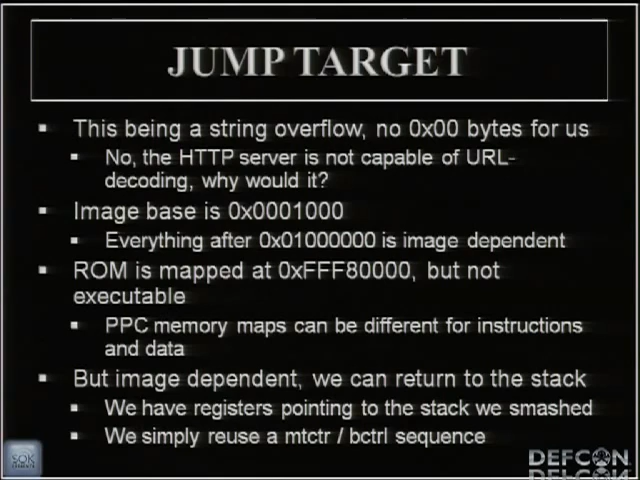 JUMP TARGET
This being a string overflow, no 0x00 bytes for us
No, the HTTP server is not capable of URL-
decoding, why would it?
Image base is 0x0001000
Everything after 0x01000000 is image dependent
ROM is mapped at 0xFFF80000, but not
executable
PPC memory maps can be different for instructions
and data
But image dependent, we can return to the stack
We have registers pointing to the stack we smashed
We simply reuse a mtctr / bctrl sequence
DEFCON